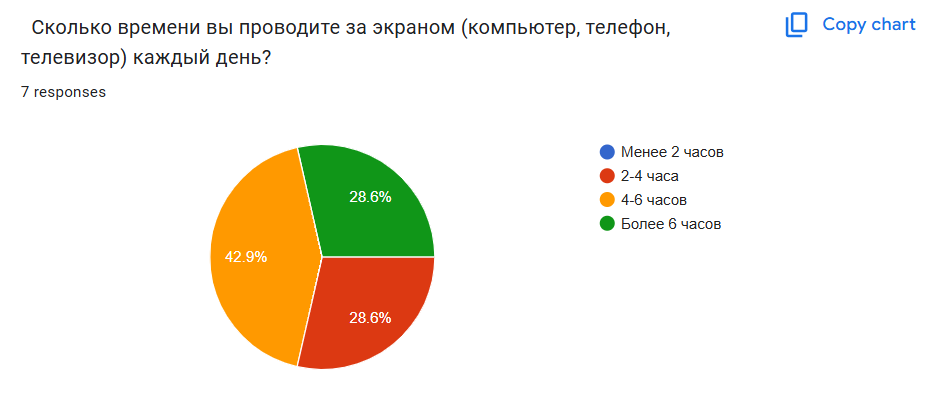 Сколько времени вы проводите за экраном (компьютер, телефон,
телевизор) каждый день?
Copy chart
7 responses
28.6%
42.9%
28.6%
Менее 2 часов
2-4 часа
4-6 часов
Более 6 часов